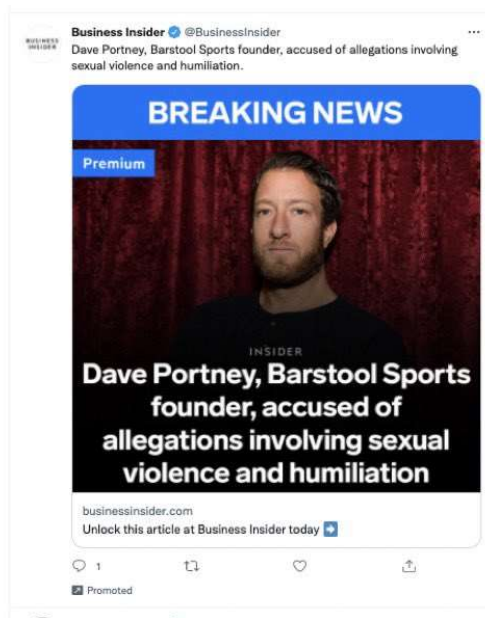 BUSINESS
INSIDER
Business Insider @BusinessInsider
Dave Portney, Barstool Sports founder, accused of allegations involving
sexual violence and humiliation.
BREAKING NEWS
Premium
INSIDER
Dave Portney, Barstool Sports
founder, accused of
allegations involving sexual
violence and humiliation
businessinsider.com
Unlock this article at Business Insider today
1
Promoted